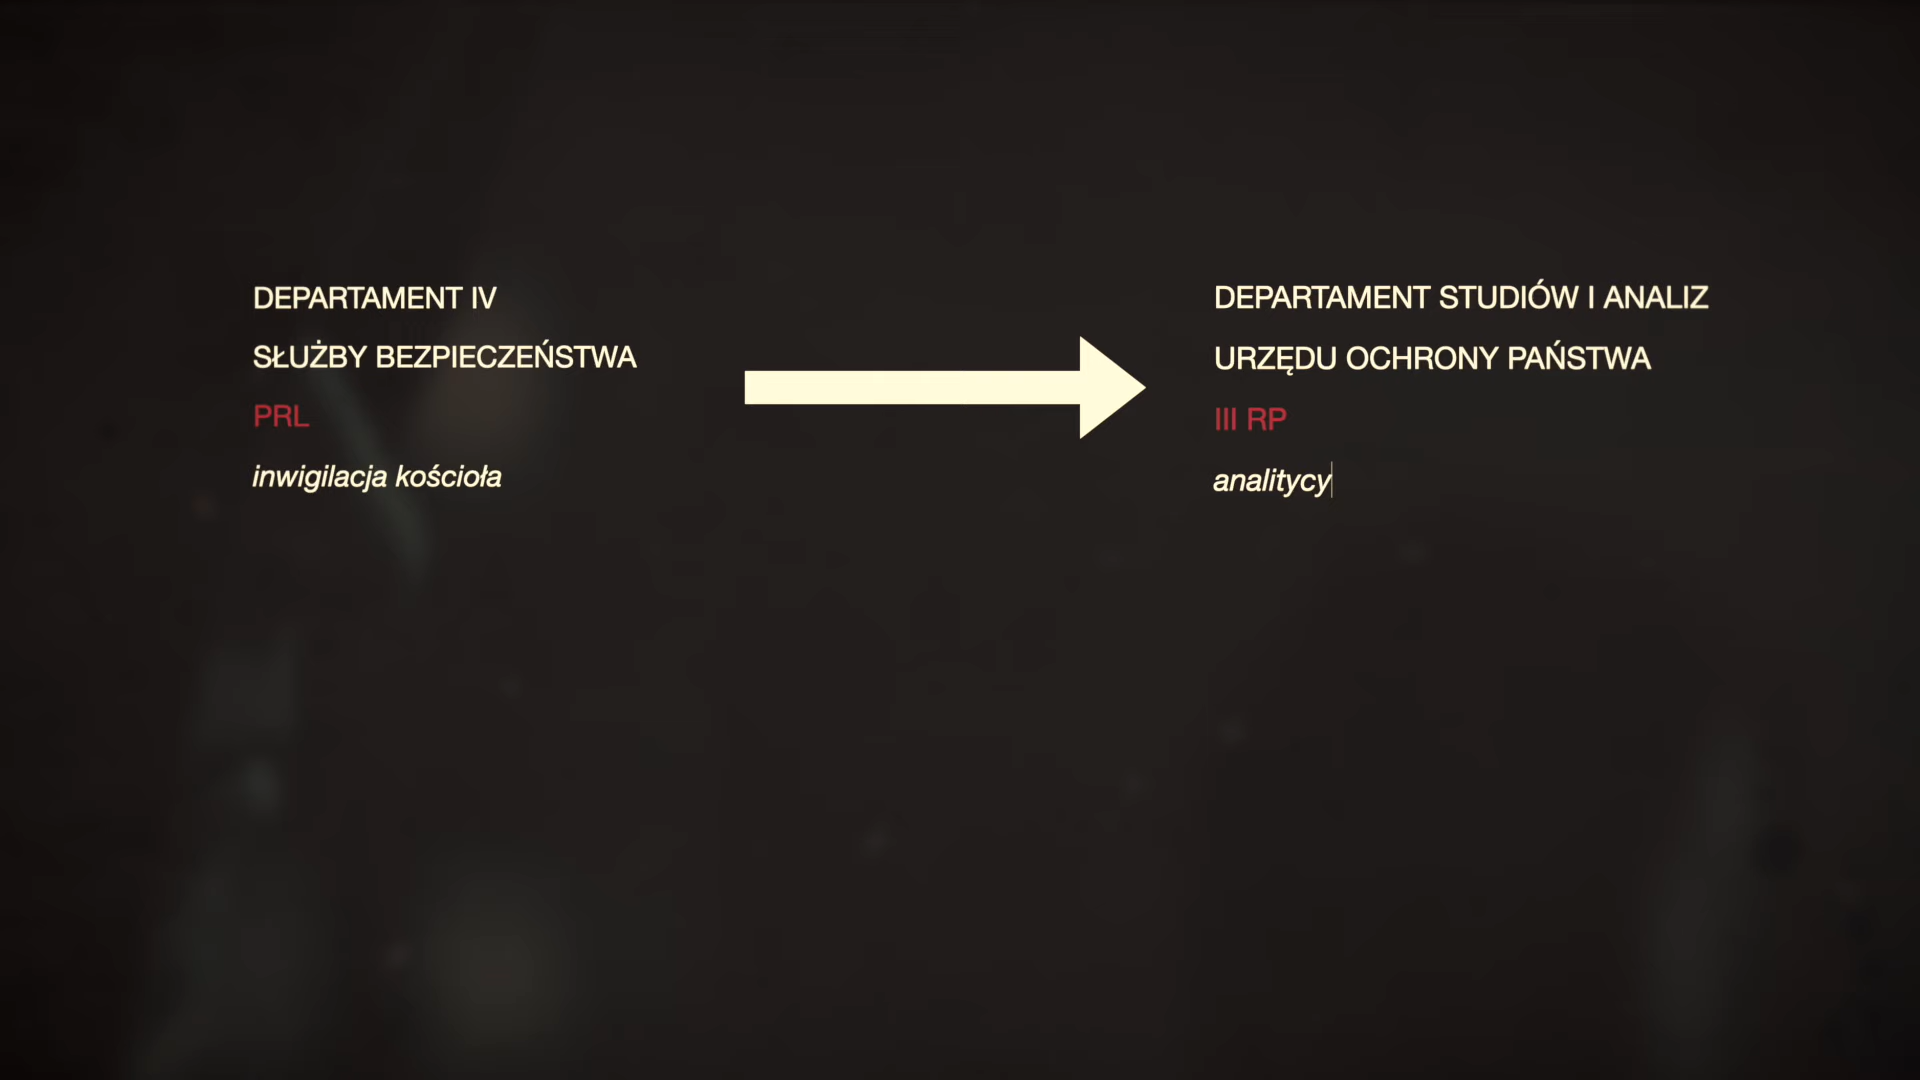 DEPARTAMENT IV
SŁUŻBY BEZPIECZEŃSTWA
PRL
inwigilacja kościoła
DEPARTAMENT STUDIÓW I ANALIZ
URZĘDU OCHRONY PAŃSTWA
III RP
analitycy